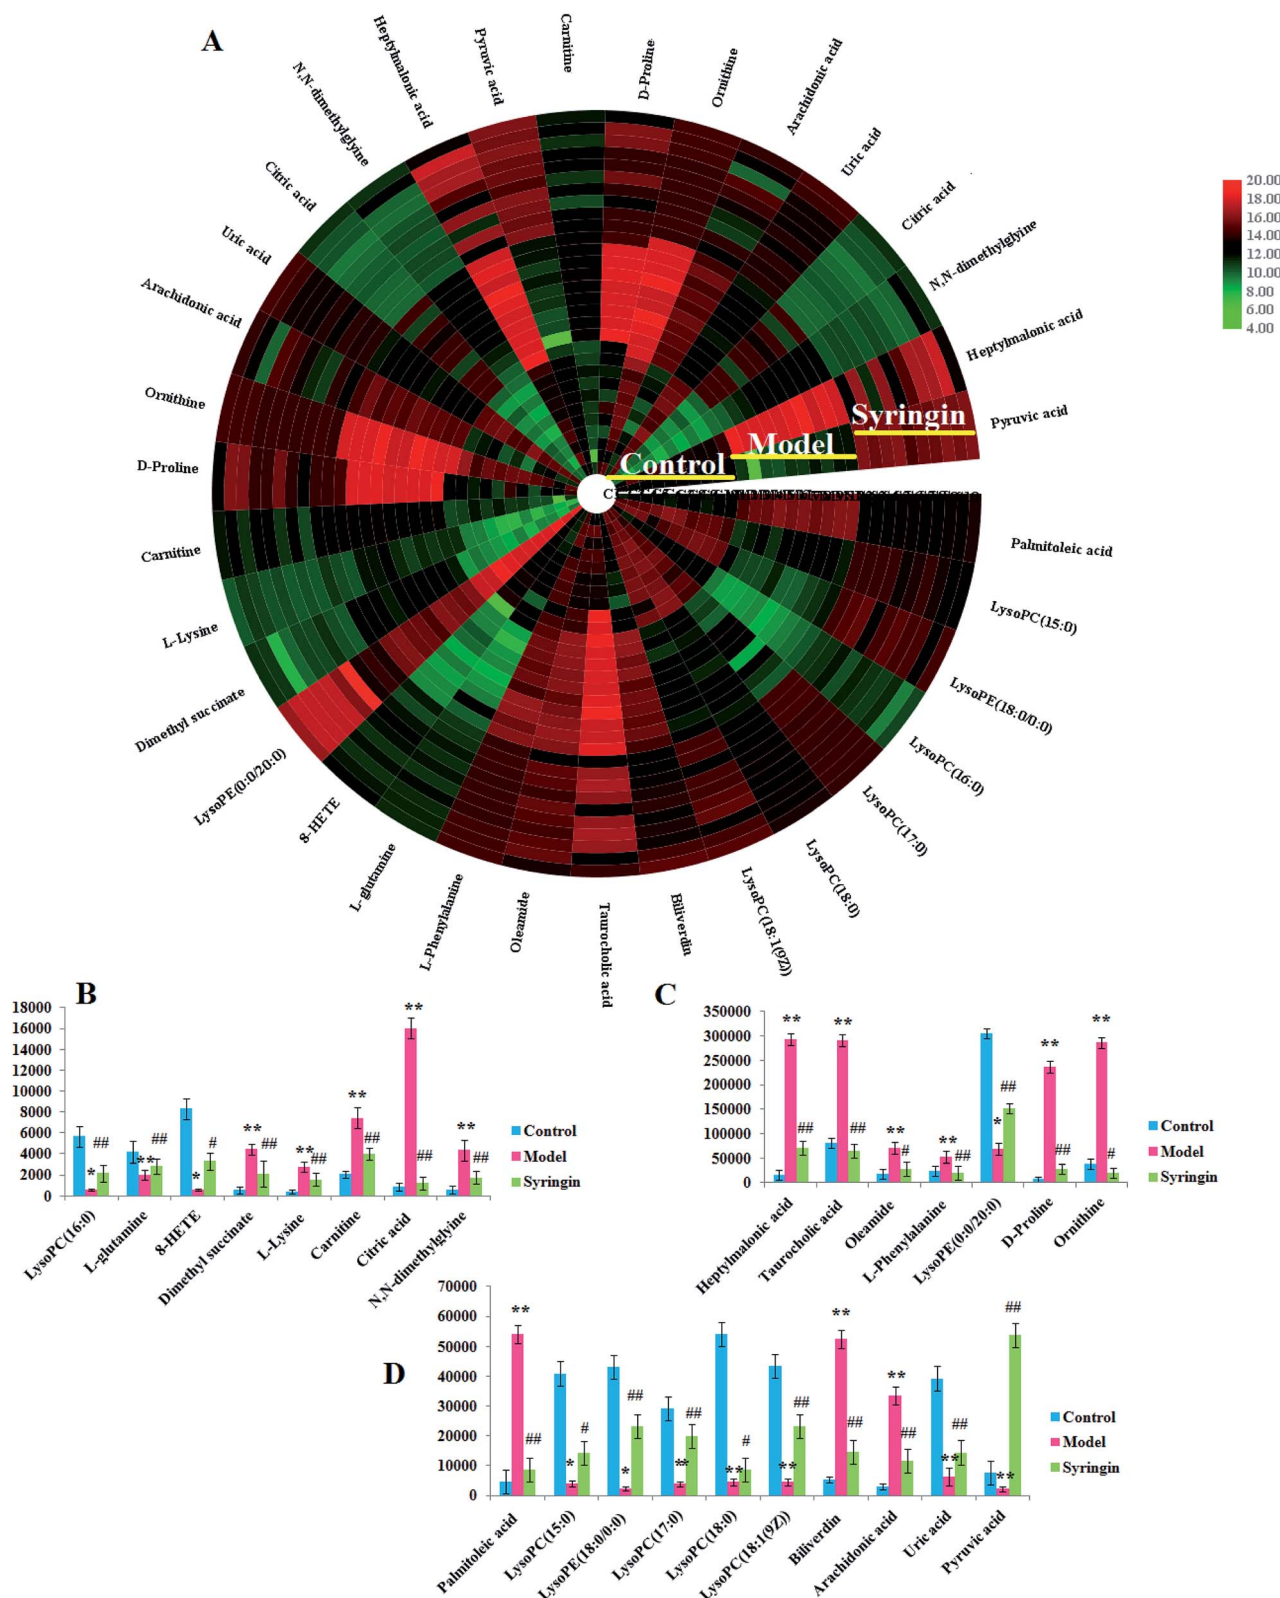 A
Heptylmalonic acid
Pyruvic acid
Carnitine
D-Proline
Ornithine
Arachidonic acid
Uric acid
Citric acid
N,N-dimethylglyine
Heptylmalonic acid
Pyruvic acid
N,N-dimethylglyine
Citric acid
Uric acid
Arachidonic acid
Ornithine
D-Proline
Carnitine
L-Lysine
Dimethyl succinate
LysoPE(0:0/20:0)
8-HETE
L-glutamine
L-Phenylalanine
Oleamide
Taurocholic acid
Biliverdin
LysoPC(18:1(9Z))
LysoPC(18:0)
LysoPC(17:0)
LysoPC(16:0)
LysoPE(18:0/0:0)
LysoPC(15:0)
Palmitoleic acid
Syringin
Model
Control
20.00
18.00
16.00
14.00
12.00
10.00
8.00
6.00
4.00
B
18000
16000
14000
12000
10000
8000
6000
4000
2000
0
* ##
** ##
* #
** ##
** ##
** ##
** ##
** ##
LysoPC(16:0)
L-glutamine
8-HETE
Dimethyl succinate
L-Lysine
Carnitine
Citric acid
N,N-dimethylglyine
Control
Model
Syringin
C
350000
300000
250000
200000
150000
100000
50000
0
** ##
** ##
** #
** ##
* ##
** ##
** #
Heptylmalonic acid
Taurocholic acid
Oleamide
L-Phenylalanine
LysoPE(0:0/20:0)
D-Proline
Ornithine
Control
Model
Syringin
D
70000
60000
50000
40000
30000
20000
10000
0
** ##
* #
* ##
** ##
** #
** ##
** ##
** ##
** ##
** ##
Palmitoleic acid
LysoPC(15:0)
LysoPE(18:0/0:0)
LysoPC(17:0)
LysoPC(18:0)
LysoPC(18:1(9Z))
Biliverdin
Arachidonic acid
Uric acid
Pyruvic acid
Control
Model
Syringin